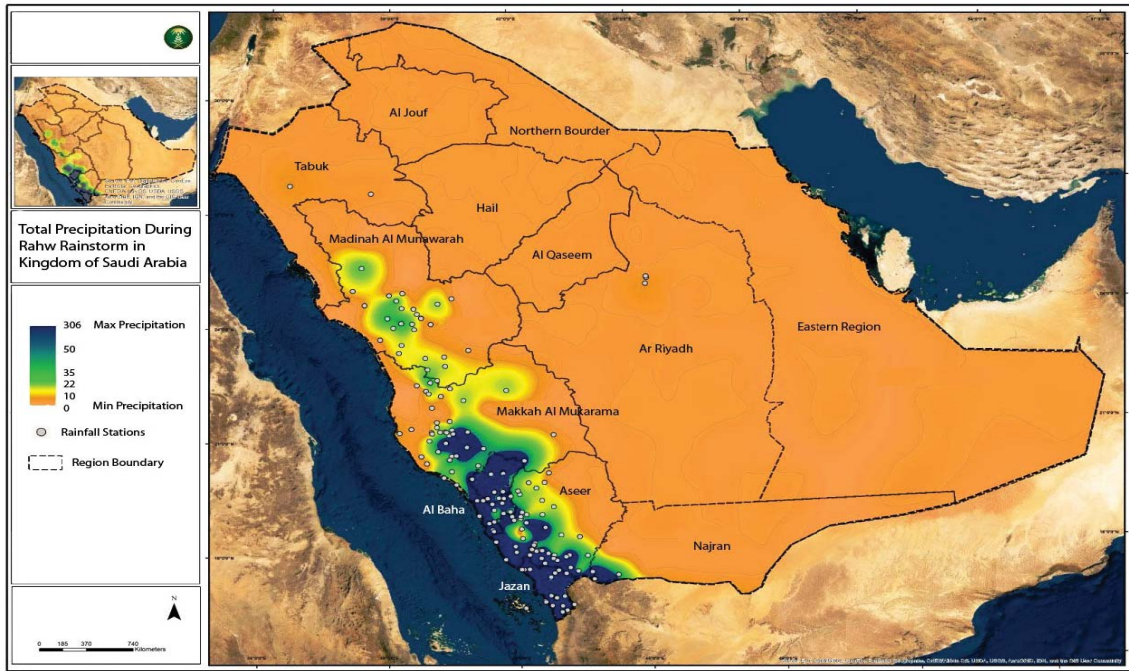 Total Precipitation During
Rahw Rainstorm in
Kingdom of Saudi Arabia
306
Max Precipitation
50
35
22
10
0
Min Precipitation
Rainfall Stations
Region Boundary
N
0 185 370 740
Kilometers
Al Jouf
Northern Bourder
Tabuk
Hail
Madinah Al Munawarah
Al Qaseem
Eastern Region
Ar Riyadh
Makkah Al Mukarama
Aseer
Al Baha
Najran
Jazan